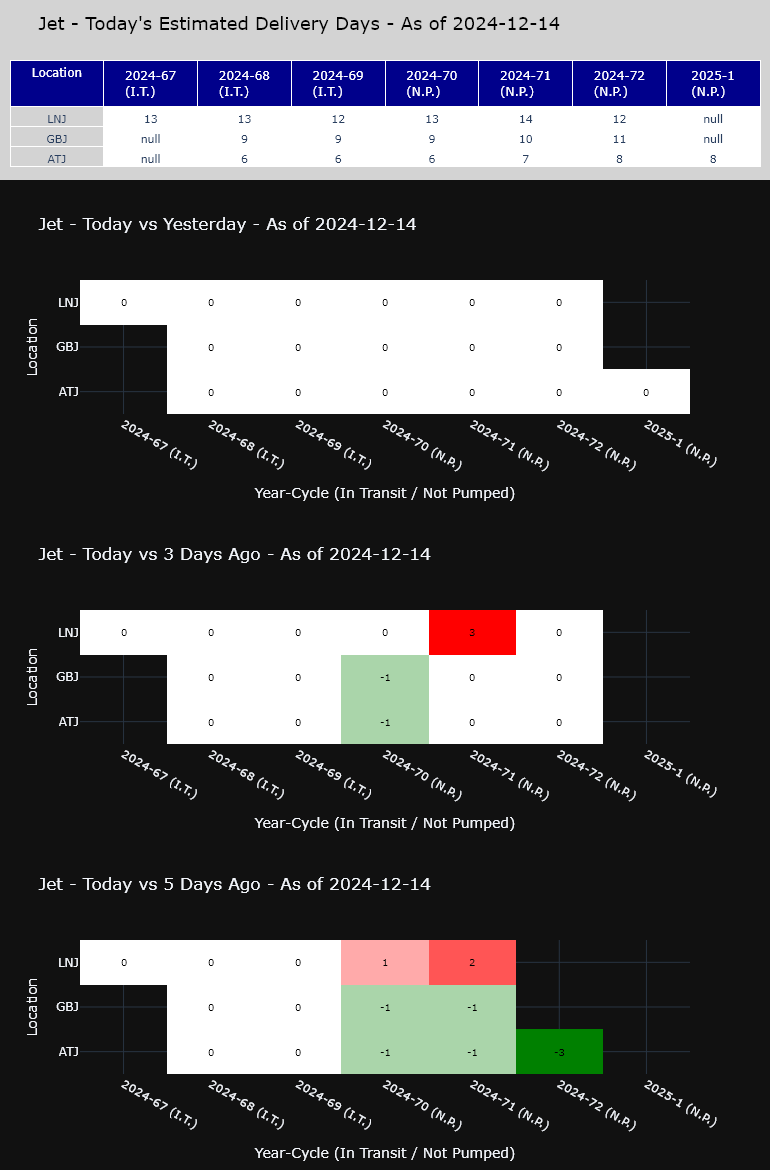 Jet - Today's Estimated Delivery Days - As of 2024-12-14
Location 2024-67 (I.T.) 2024-68 (I.T.) 2024-69 (I.T.) 2024-70 (N.P.) 2024-71 (N.P.) 2024-72 (N.P.) 2025-1 (N.P.)
LNJ 13 13 12 13 14 12 null
GBJ null 9 9 9 10 11 null
ATJ null 6 6 6 7 8 8
Jet - Today vs Yesterday - As of 2024-12-14
Location
LNJ 0 0 0 0 0 0
GBJ 0 0 0 0 0
ATJ 0 0 0 0 0 0
2024-67 (I.T.) 2024-68 (I.T.) 2024-69 (I.T.) 2024-70 (N.P.) 2024-71 (N.P.) 2024-72 (N.P.) 2025-1 (N.P.)
Year-Cycle (In Transit / Not Pumped)
Jet - Today vs 3 Days Ago - As of 2024-12-14
Location
LNJ 0 0 0 0 3 0
GBJ 0 0 -1 0 0
ATJ 0 0 -1 0 0
2024-67 (I.T.) 2024-68 (I.T.) 2024-69 (I.T.) 2024-70 (N.P.) 2024-71 (N.P.) 2024-72 (N.P.) 2025-1 (N.P.)
Year-Cycle (In Transit / Not Pumped)
Jet - Today vs 5 Days Ago - As of 2024-12-14
Location
LNJ 0 0 0 1 2
GBJ 0 0 -1 -1
ATJ 0 0 -1 -1 -3
2024-67 (I.T.) 2024-68 (I.T.) 2024-69 (I.T.) 2024-70 (N.P.) 2024-71 (N.P.) 2024-72 (N.P.) 2025-1 (N.P.)
Year-Cycle (In Transit / Not Pumped)